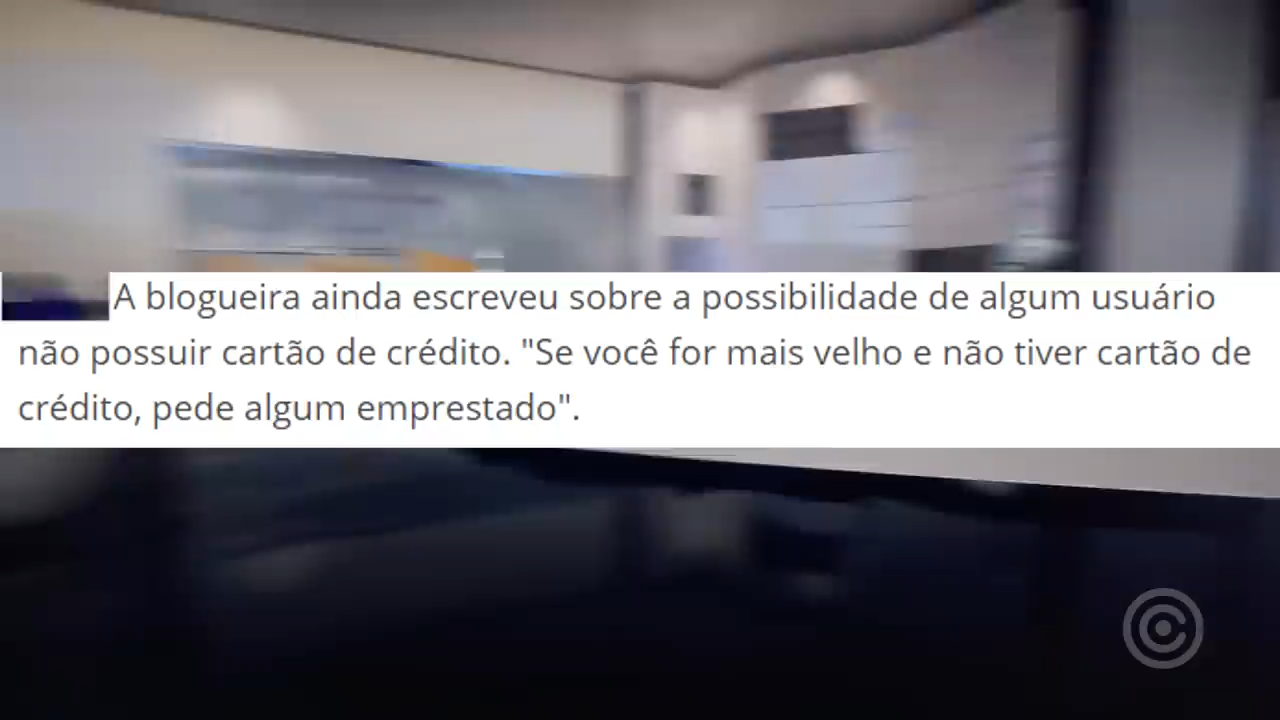 A blogueira ainda escreveu sobre a possibilidade de algum usuário
não possuir cartão de crédito. "Se você for mais velho e não tiver cartão de
crédito, pede algum emprestado".